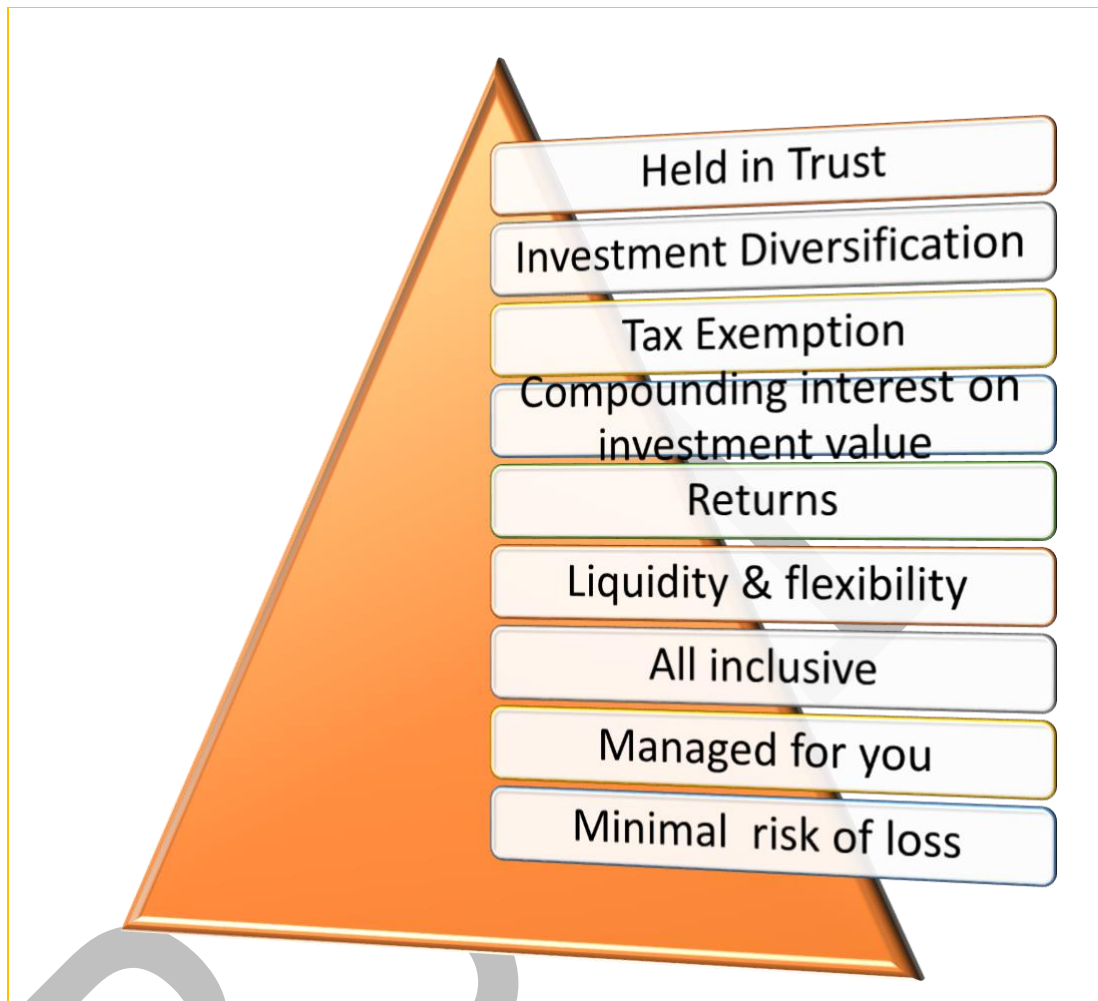 Held in Trust
Investment Diversification
Tax Exemption
Compounding interest on
investment value
Returns
Liquidity & flexibility
All inclusive
Managed for you
Minimal  risk of loss